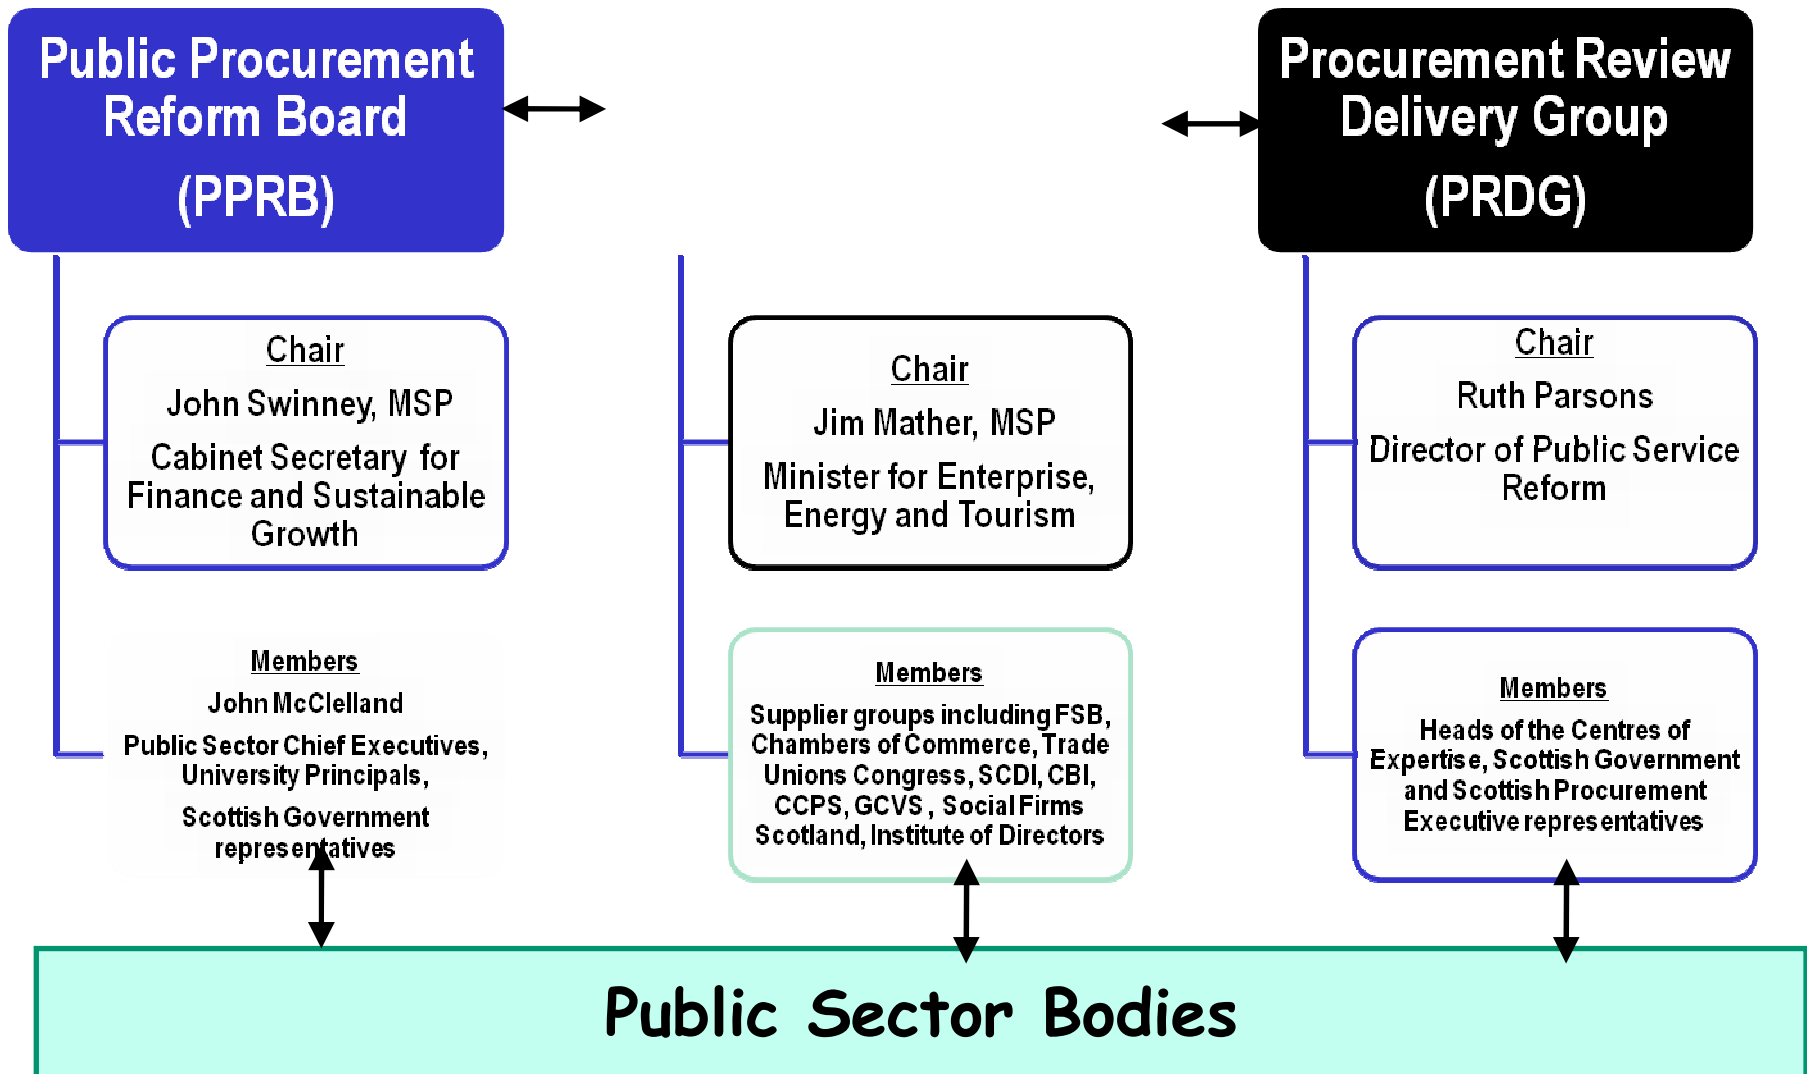 Public Procurement
Reform Board
(PPRB)
Procurement Review
Delivery Group
(PRDG)
Chair
John Swinney, MSP
Cabinet Secretary for
Finance and Sustainable
Growth
Chair
Jim Mather, MSP
Minister for Enterprise,
Energy and Tourism
Chair
Ruth Parsons
Director of Public Service
Reform
Members
John McClelland
Public Sector Chief Executives,
University Principals,
Scottish Government
representatives
Members
Supplier groups including FSB,
Chambers of Commerce, Trade
Unions Congress, SCDI, CBI,
CCPS, GCVS , Social Firms
Scotland, Institute of Directors
Members
Heads of the Centres of
Expertise, Scottish Government
and Scottish Procurement
Executive representatives
Public Sector Bodies